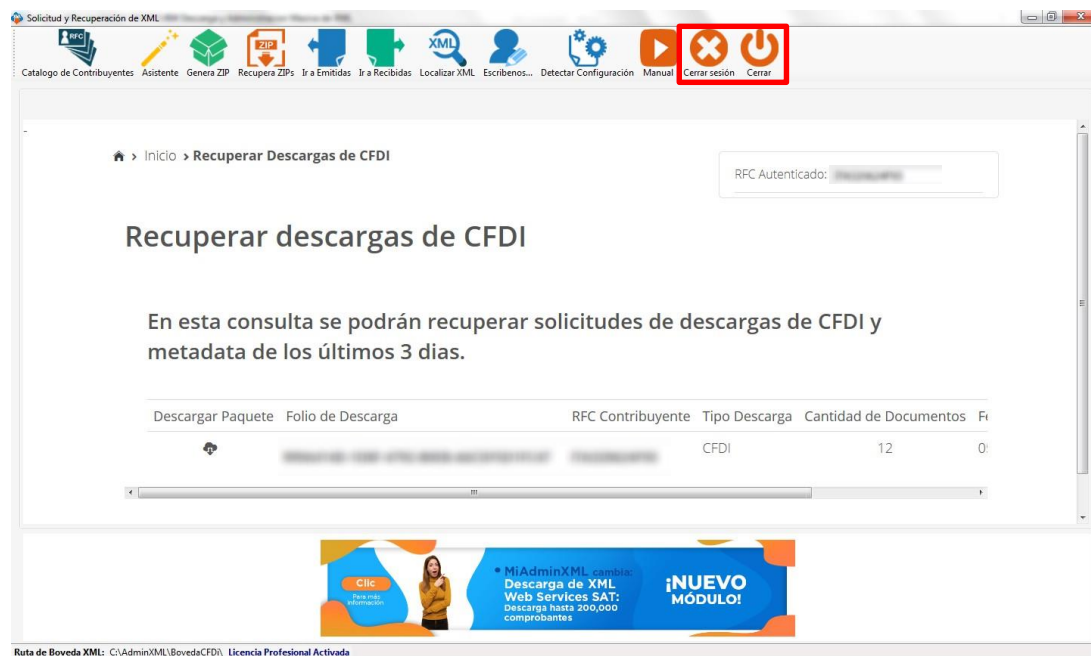 Solicitud y Recuperación de XML
RFC
ZIP
XML
Catalogo de Contribuyentes Asistente Genera ZIP Recupera ZIPs Ir a Emitidas Ir a Recibidas Localizar XML Escribenos... Detectar Configuración Manual Cerrar sesión Cerrar
-
> Inicio > Recuperar Descargas de CFDI
RFC Autenticado:
Recuperar descargas de CFDI
En esta consulta se podrán recuperar solicitudes de descargas de CFDI y
metadata de los últimos 3 dias.
Descargar Paquete Folio de Descarga RFC Contribuyente Tipo Descarga Cantidad de Documentos
CFDI 12
Clic
Para más
información
• MiAdminXML cambia:
Descarga de XML
Web Services SAT:
Descarga hasta 200,000
comprobantes
¡NUEVO
MÓDULO!
Ruta de Boveda XML: C:\AdminXML\BovedaCFDi\ Licencia Profesional Activada